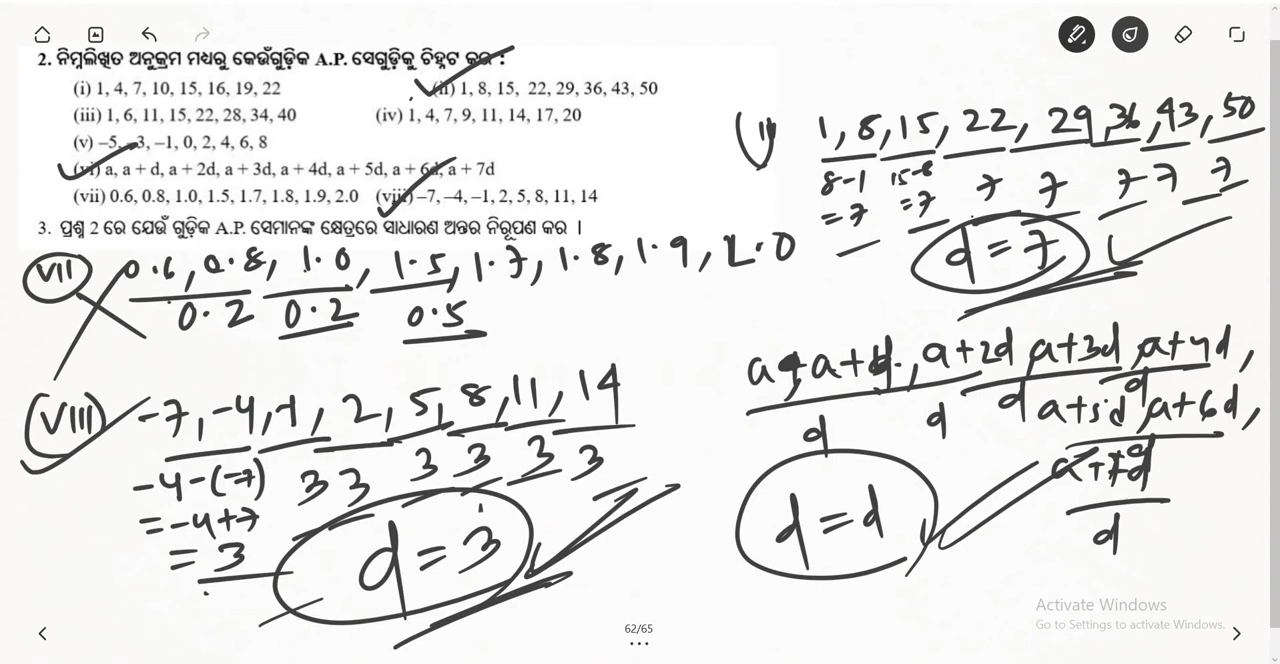 2. ନିମ୍ନଲିଖିତ ଅନୁକ୍ରମ ମଧ୍ୟରୁ କେଉଁଗୁଡ଼ିକ A.P. ସେଗୁଡ଼ିକୁ ଚିହ୍ନଟ କର :
(i) 1, 4, 7, 10, 15, 16, 19, 22 (ii) 1, 8, 15, 22, 29, 36, 43, 50
(iii) 1, 6, 11, 15, 22, 28, 34, 40 (iv) 1, 4, 7, 9, 11, 14, 17, 20
(v) –5, –3, –1, 0, 2, 4, 6, 8
(vi) a, a + d, a + 2d, a + 3d, a + 4d, a + 5d, a + 6d, a + 7d
(vii) 0.6, 0.8, 1.0, 1.5, 1.7, 1.8, 1.9, 2.0 (viii) –7, –4, –1, 2, 5, 8, 11, 14
3. ପ୍ରଶ୍ନ 2 ରେ ଯେଉଁ ଗୁଡ଼ିକ A.P. ସେମାନଙ୍କ କ୍ଷେତ୍ରରେ ସାଧାରଣ ଅନ୍ତର ନିରୂପଣ କର ।
(ii) 1, 8, 15, 22, 29, 36, 43, 50
8-1 15-8
=7 =7 7 7 7 7 7
d = 7
VII 0.6, 0.8, 1.0, 1.5, 1.7, 1.8, 1.9, 2.0
0.2 0.2 0.5
(VIII) -7, -4, -1, 2, 5, 8, 11, 14
-4-(-7) 3 3 3 3 3 3
= -4+7
= 3
d = 3
a, a+d, a+2d, a+3d, a+4d,
d d d d
a+5d, a+6d,
d
a+7d
d
d = d
Activate Windows
Go to Settings to activate Windows.
62/65